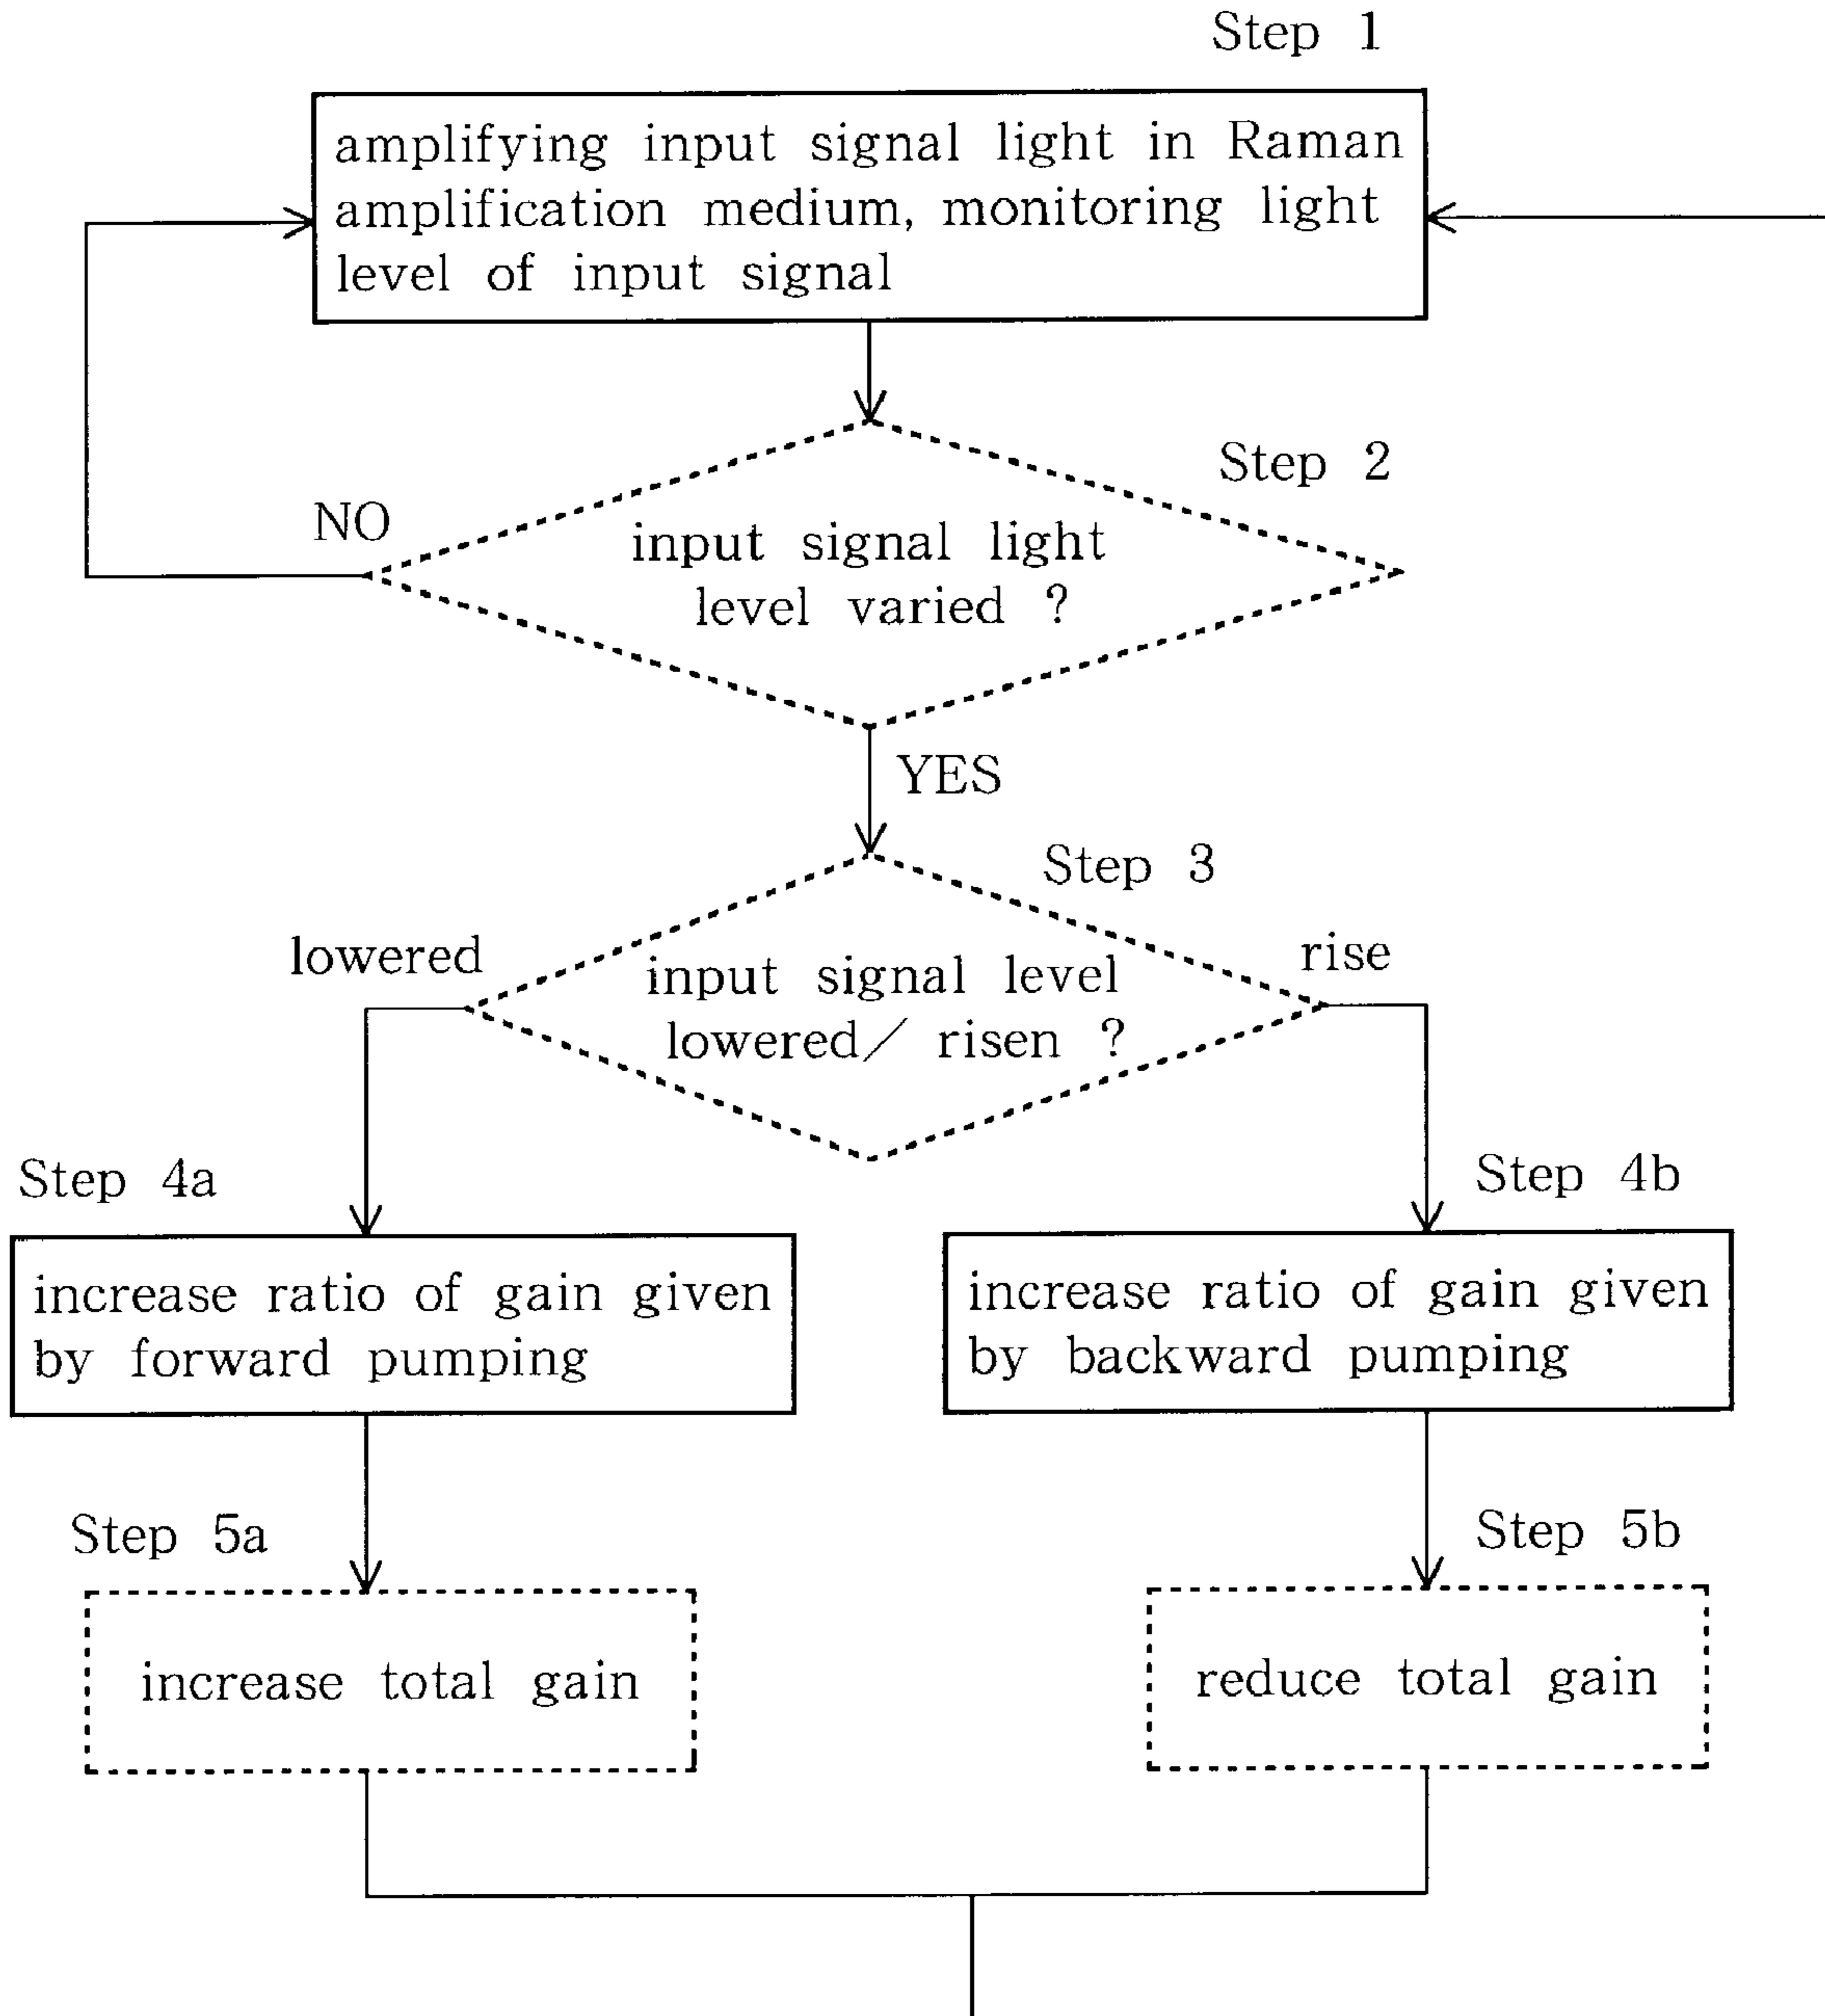 Step 1
amplifying input signal light in Raman
amplification medium, monitoring light
level of input signal
Step 2
NO
input signal light
level varied ?
YES
Step 3
lowered
rise
input signal level
lowered/ risen ?
Step 4a
Step 4b
increase ratio of gain given
by forward pumping
increase ratio of gain given
by backward pumping
Step 5a
Step 5b
increase total gain
reduce total gain